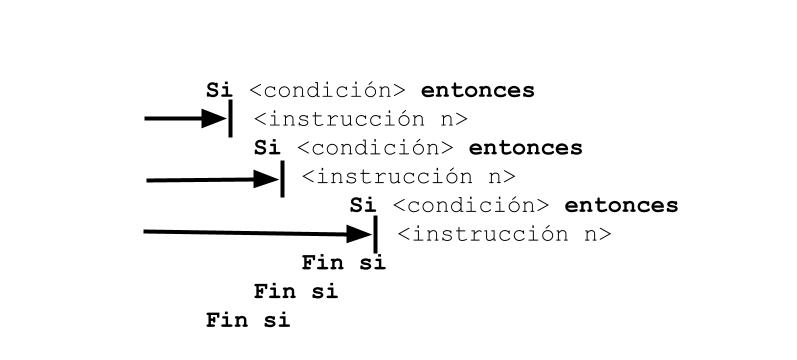 Si <condición> entonces
<instrucción n>
Si <condición> entonces
<instrucción n>
Si <condición> entonces
<instrucción n>
Fin si
Fin si
Fin si